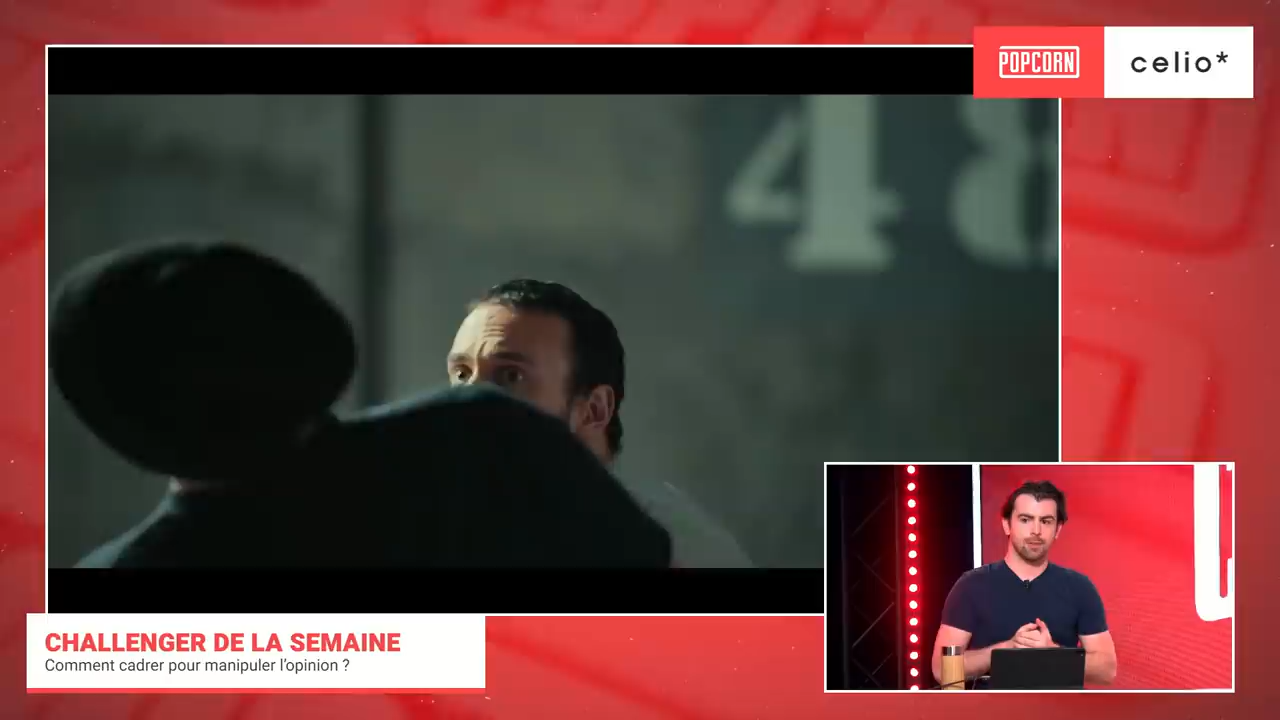 POPCORN
celio*
48
CHALLENGER DE LA SEMAINE
Comment cadrer pour manipuler l'opinion ?